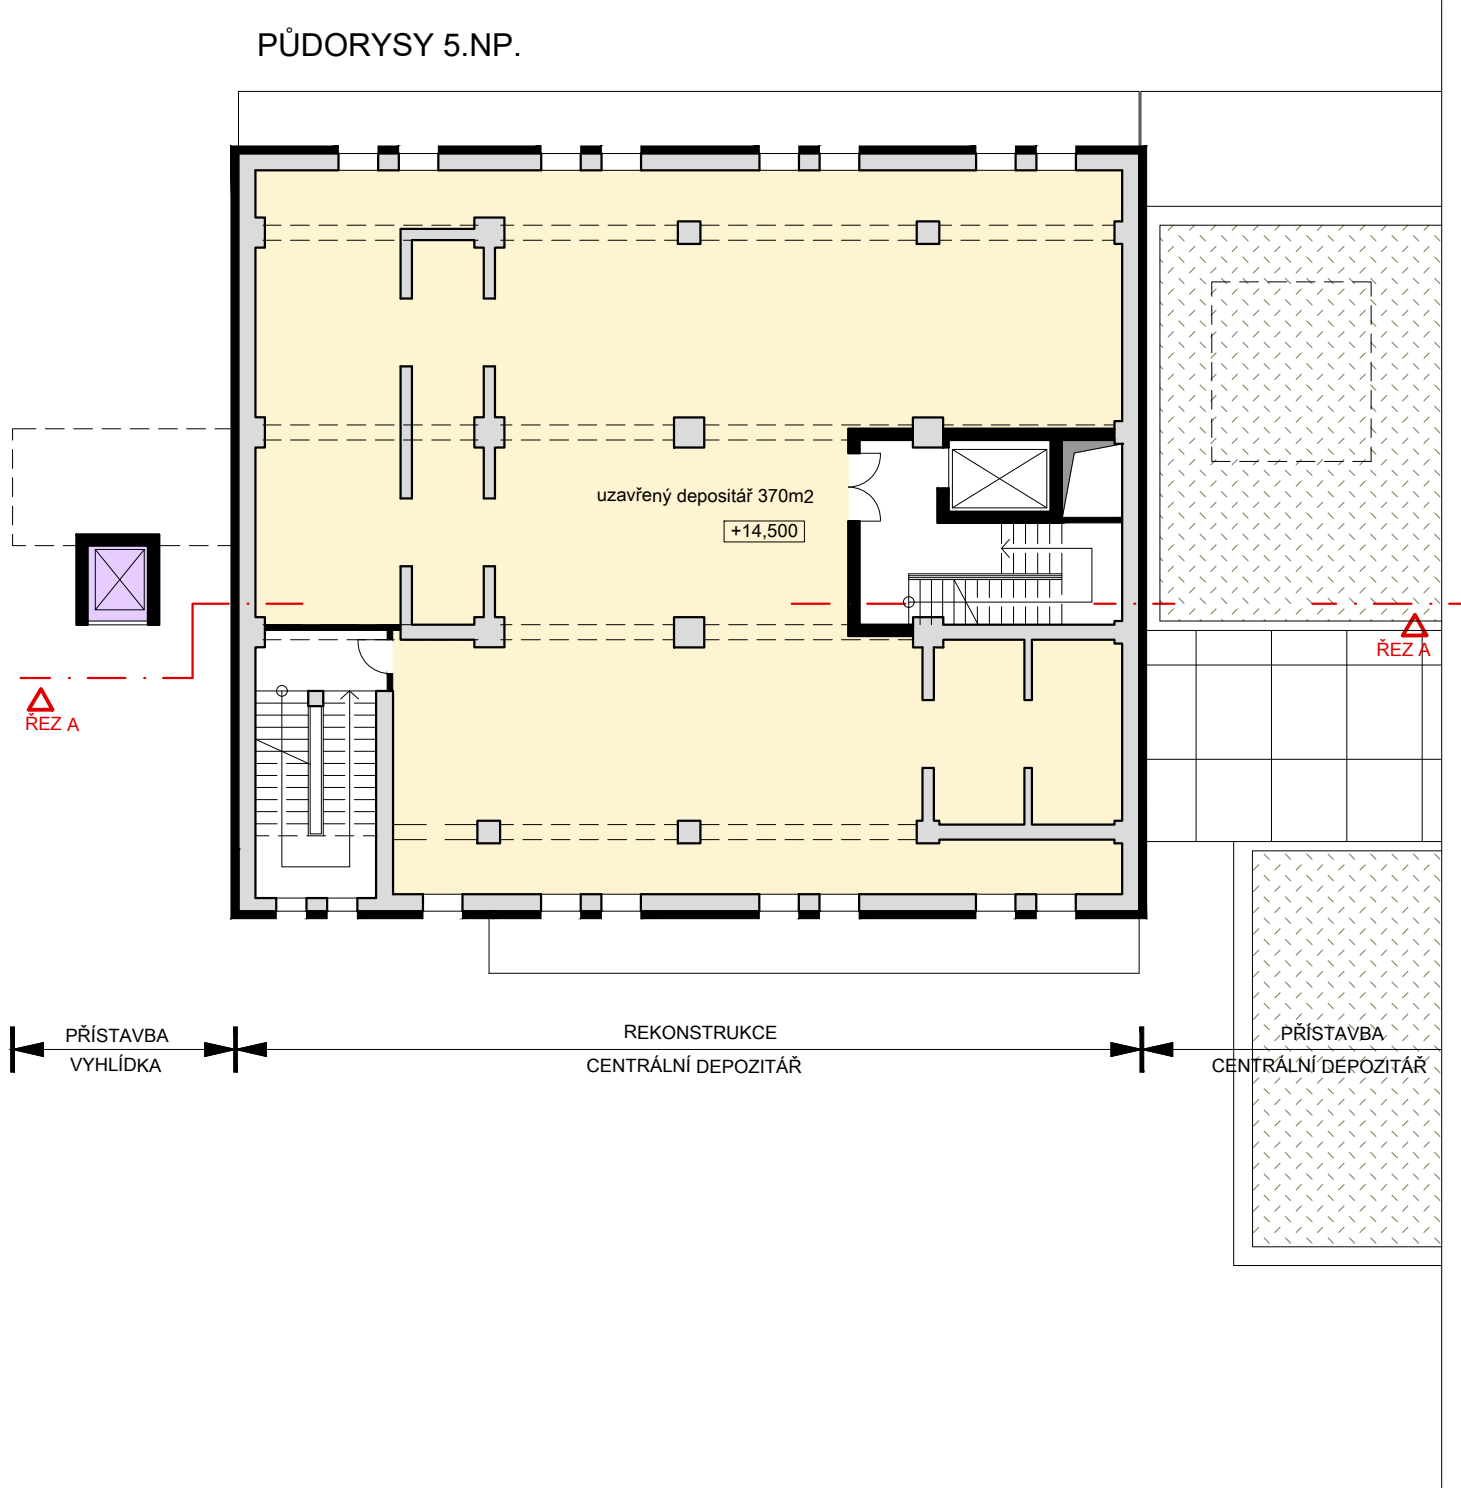 PŮDORYSY 5.NP.
uzavřený depositář 370m2
+14,500
ŘEZ A
ŘEZ A
PŘÍSTAVBA
VYHLÍDKA
REKONSTRUKCE
CENTRÁLNÍ DEPOZITÁŘ
PŘÍSTAVBA
CENTRÁLNÍ DEPOZITÁŘ